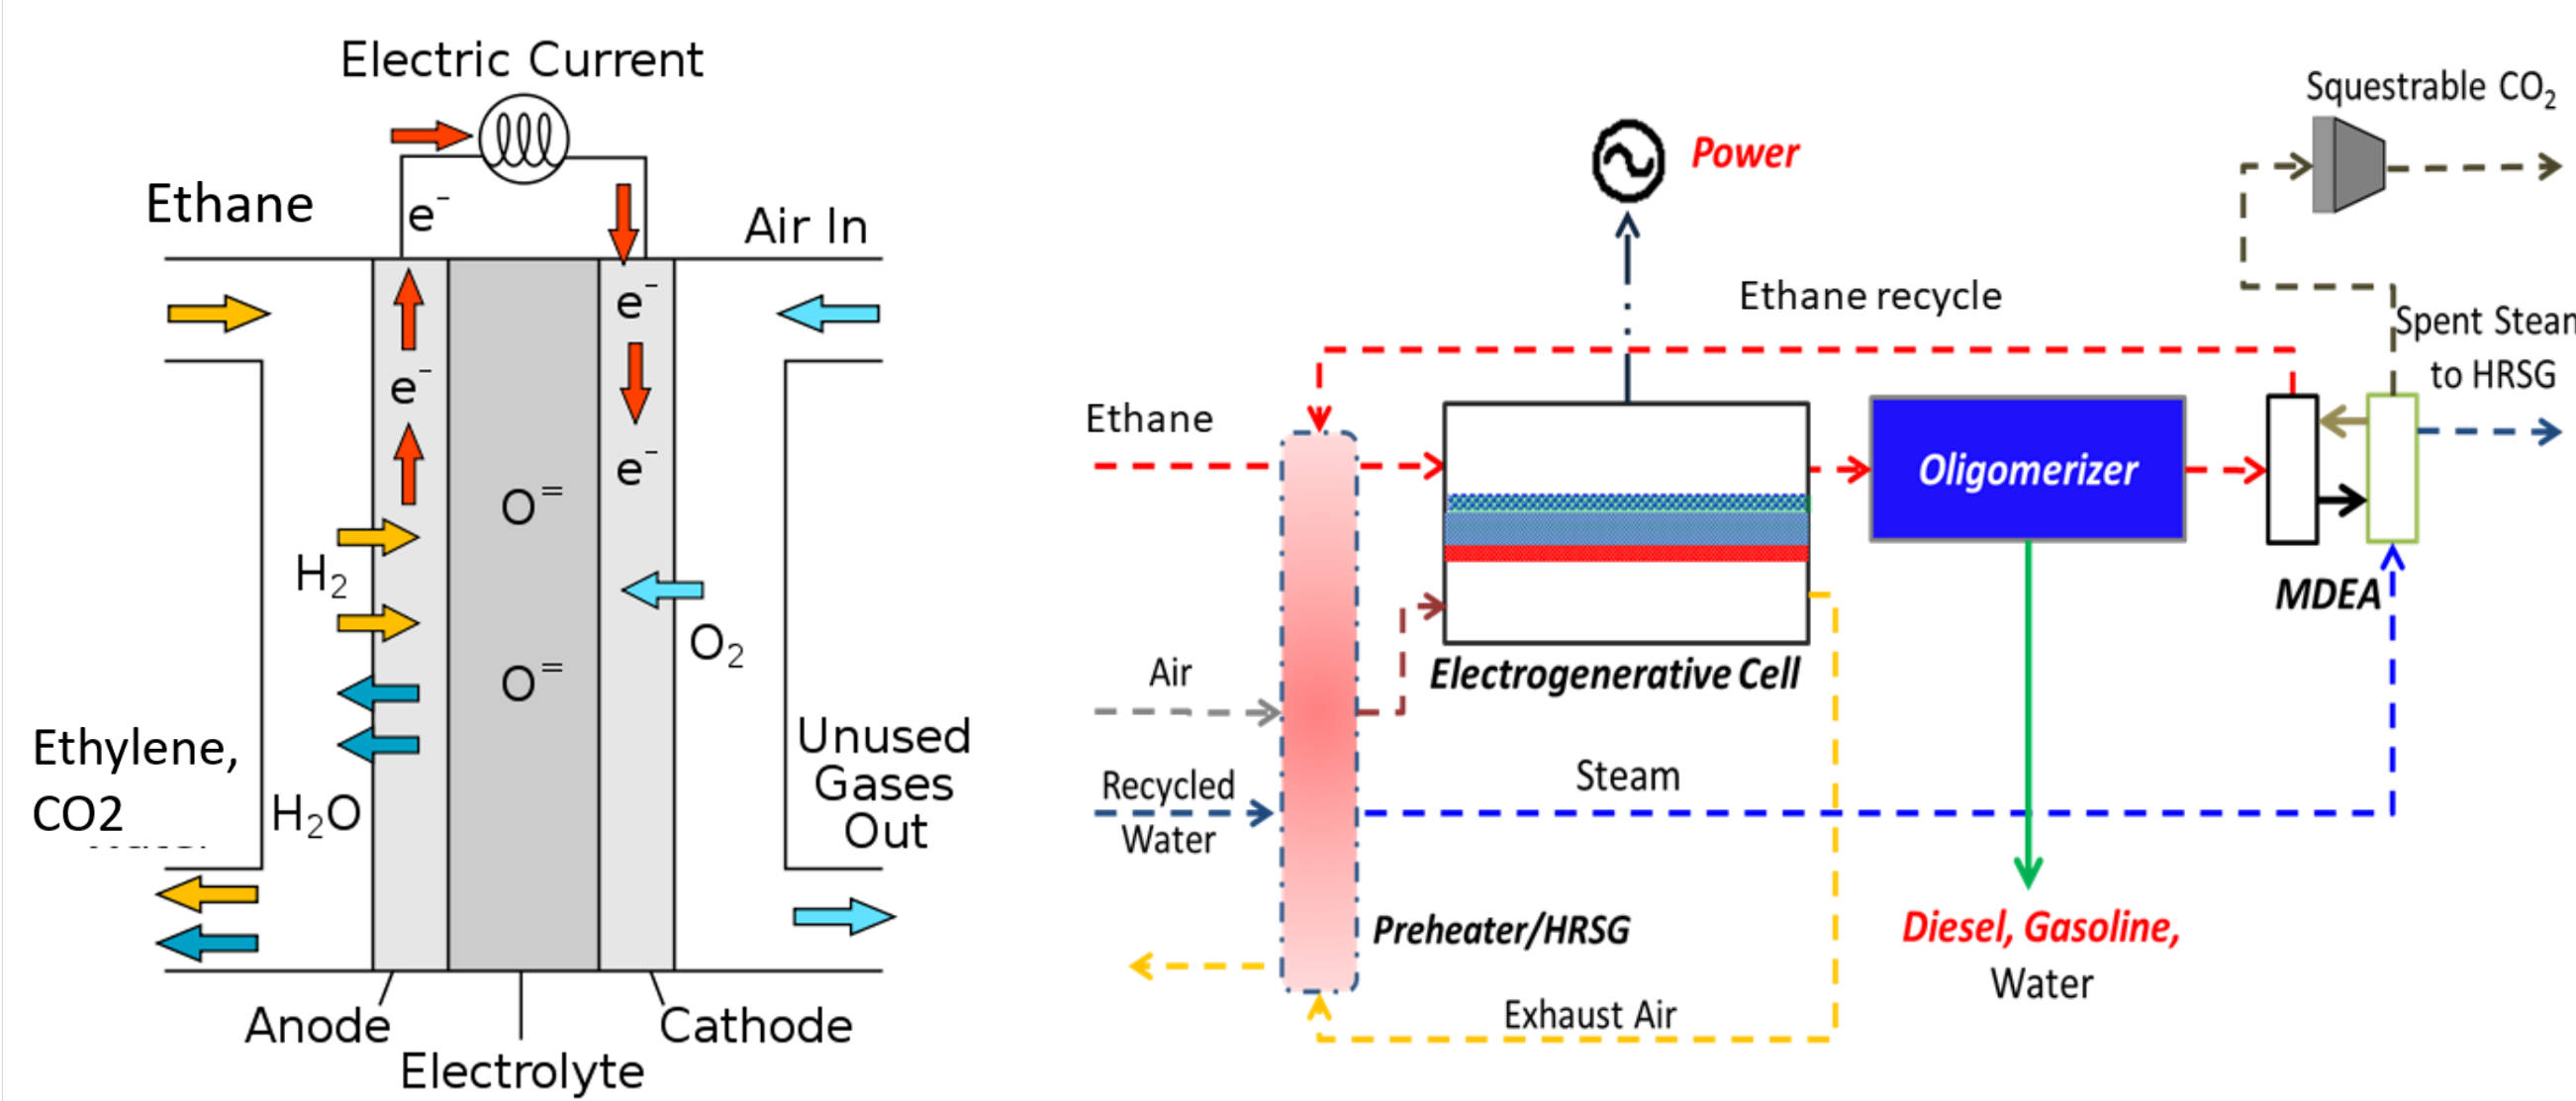 Electric Current
Ethane
e⁻
Air In
e⁻
e⁻
e⁻
O⁼
H₂
O₂
O⁼
Ethylene,
CO2
H₂O
Unused
Gases
Out
Anode
Cathode
Electrolyte
Squestrable CO₂
Power
Ethane recycle
Spent Stean
to HRSG
Ethane
Oligomerizer
MDEA
Electrogenerative Cell
Air
Recycled
Water
Steam
Preheater/HRSG
Diesel, Gasoline,
Water
Exhaust Air